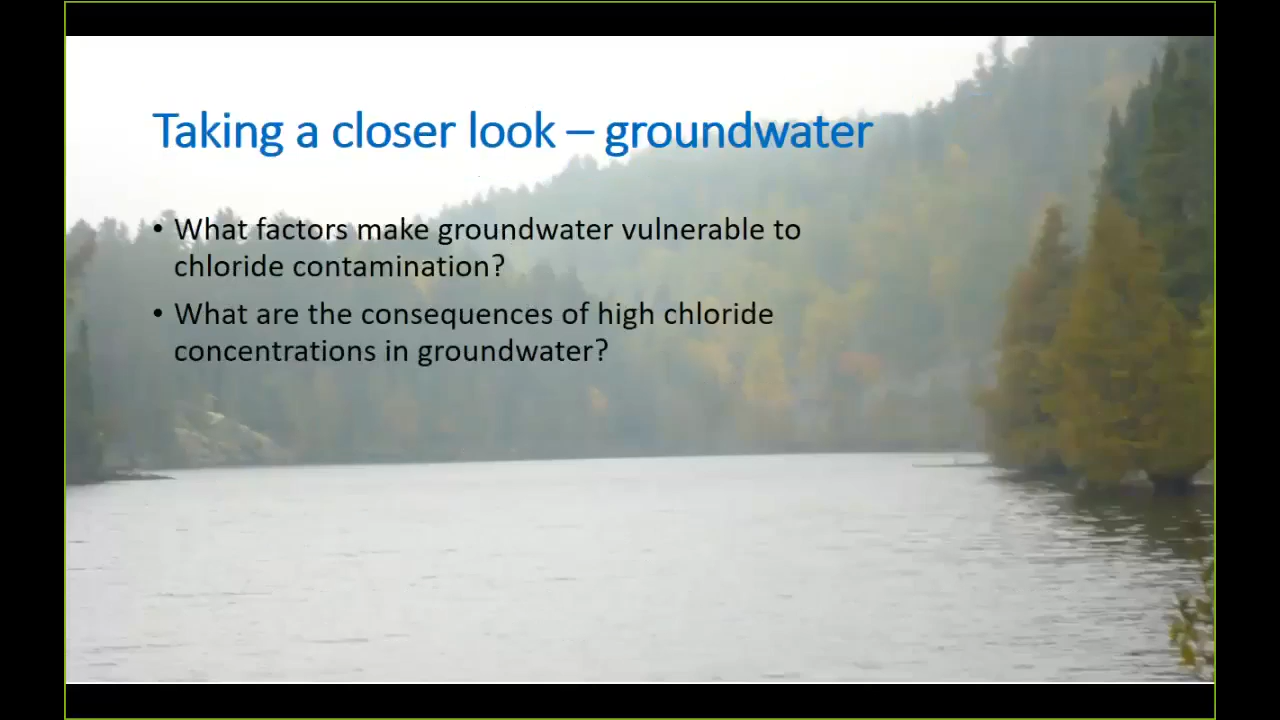 Taking a closer look – groundwater
• What factors make groundwater vulnerable to
chloride contamination?
• What are the consequences of high chloride
concentrations in groundwater?